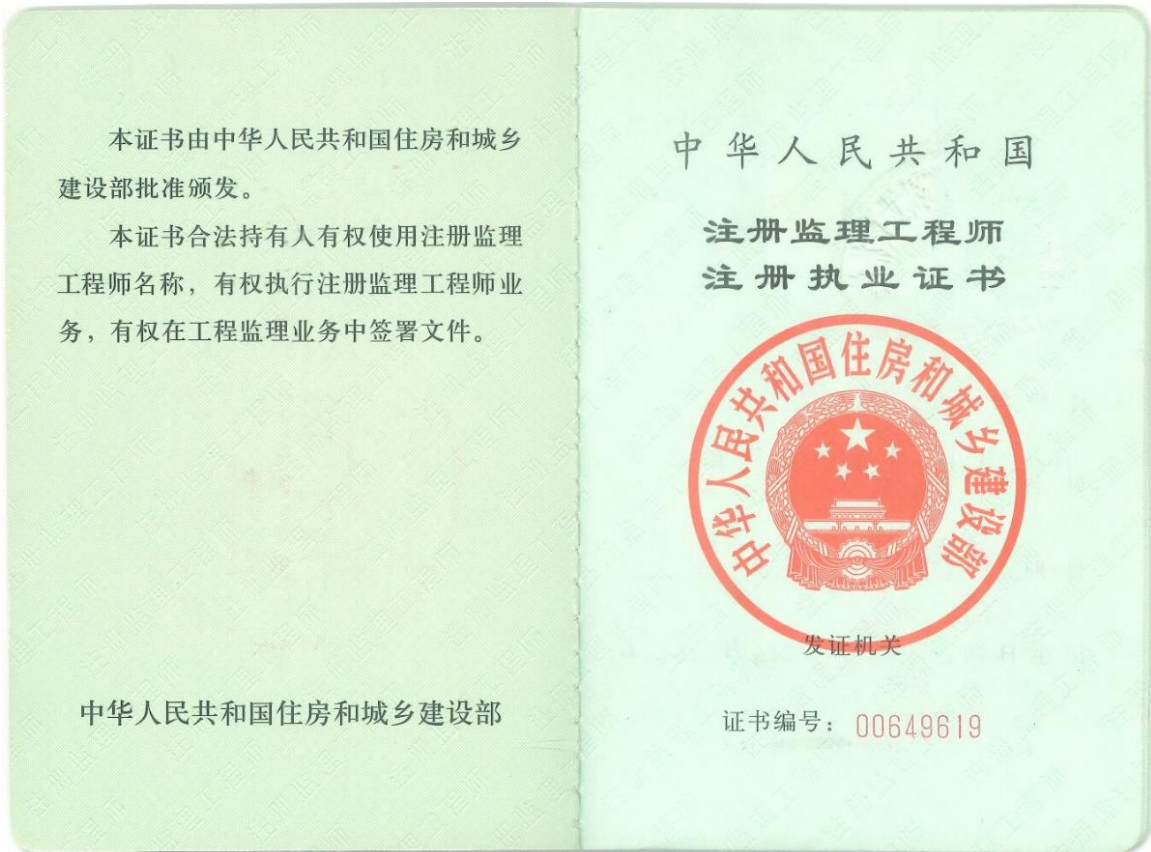 本证书由中华人民共和国住房和城乡
建设部批准颁发。
本证书合法持有人有权使用注册监理
工程师名称，有权执行注册监理工程师业
务，有权在工程监理业务中签署文件。
中华人民共和国住房和城乡建设部
中华人民共和国
注册监理工程师
注册执业证书
中华人民共和国住房和城乡建设部
发证机关
证书编号：00649619